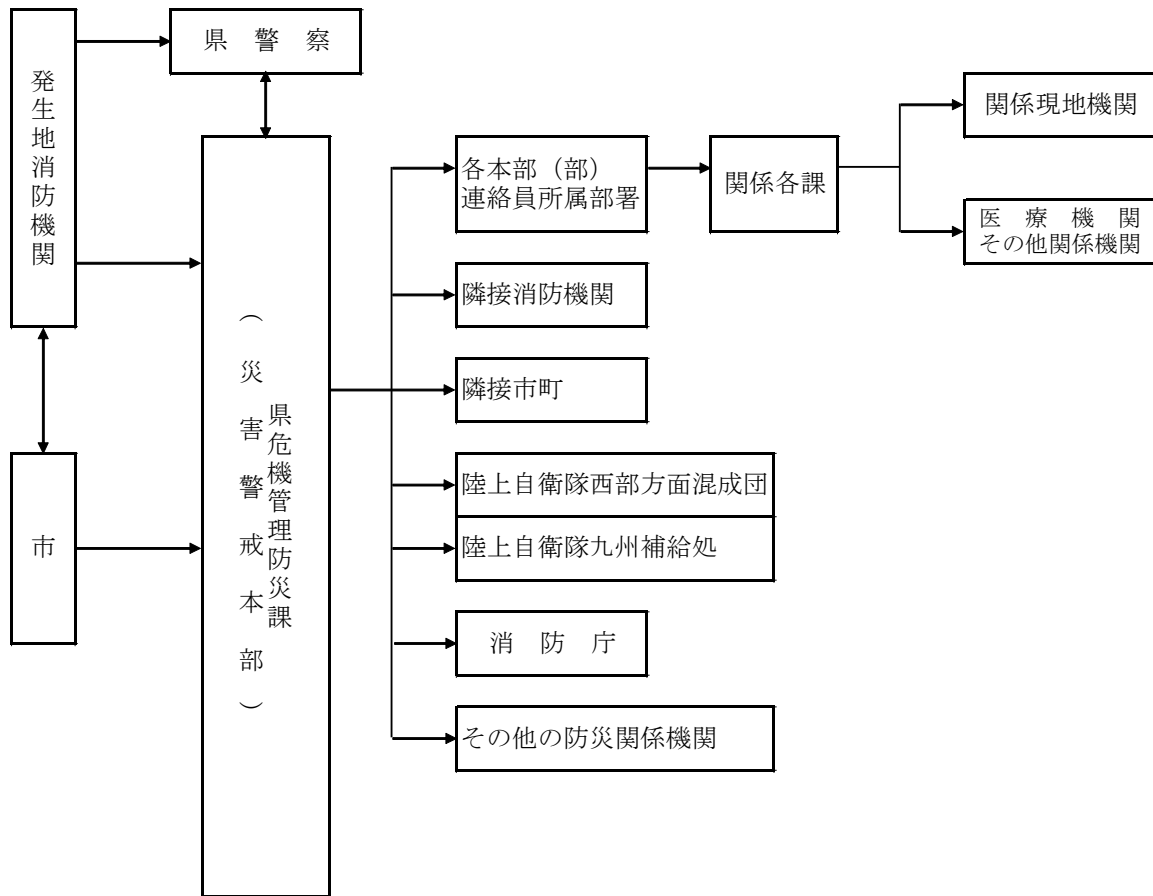 発生地消防機関
県　警　察
市
県危機管理防災課
（災害警戒本部）
各本部（部）
連絡員所属部署
関係各課
関係現地機関
医　療　機　関
その他関係機関
隣接消防機関
隣接市町
陸上自衛隊西部方面混成団
陸上自衛隊九州補給処
消　防　庁
その他の防災関係機関